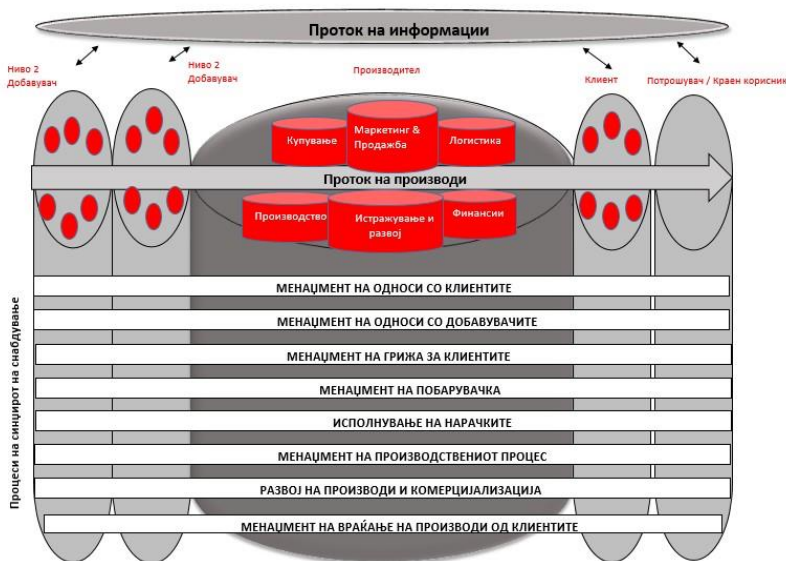 Проток на информации
Ниво 2
Добавувач
Ниво 2
Добавувач
Производител
Клиент
Потрошувач / Краен корисник
Купување
Маркетинг &
Продажба
Логистика
Проток на производи
Производство
Истражување и
развој
Финансии
Процеси на синџирот на снабдување
МЕНАЏМЕНТ НА ОДНОСИ СО КЛИЕНТИТЕ
МЕНАЏМЕНТ НА ОДНОСИ СО ДОБАВУВАЧИТЕ
МЕНАЏМЕНТ НА ГРИЖА ЗА КЛИЕНТИТЕ
МЕНАЏМЕНТ НА ПОБАРУВАЧКА
ИСПОЛНУВАЊЕ НА НАРАЧКИТЕ
МЕНАЏМЕНТ НА ПРОИЗВОДСТВЕНИОТ ПРОЦЕС
РАЗВОЈ НА ПРОИЗВОДИ И КОМЕРЦИЈАЛИЗАЦИЈА
МЕНАЏМЕНТ НА ВРАЌАЊЕ НА ПРОИЗВОДИ ОД КЛИЕНТИТЕ